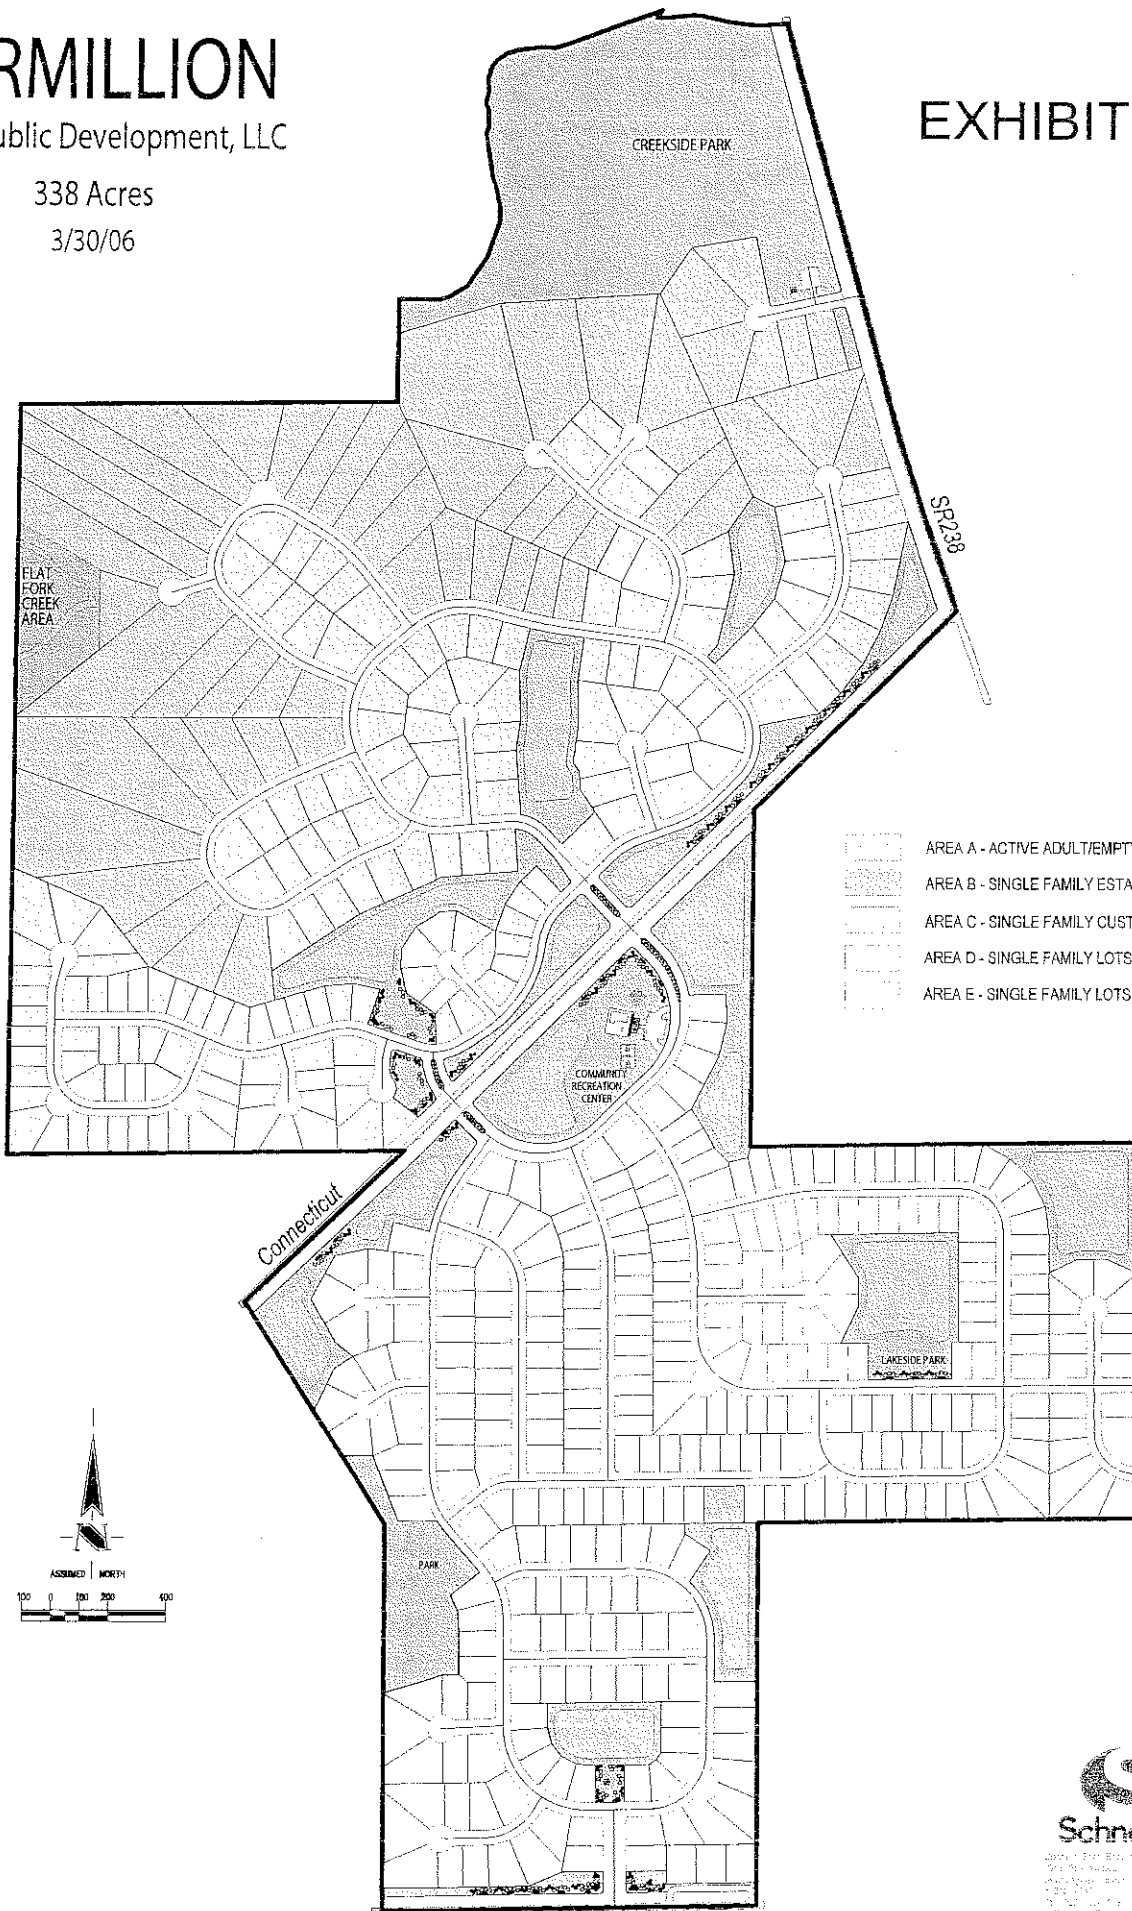 RMILLION
ublic Development, LLC
338 Acres
3/30/06
EXHIBIT
CREEKSIDE PARK
SR238
FLAT
FORK
CREEK
AREA
AREA A - ACTIVE ADULT/EMPT
AREA B - SINGLE FAMILY ESTA
AREA C - SINGLE FAMILY CUST
AREA D - SINGLE FAMILY LOTS
AREA E - SINGLE FAMILY LOTS
COMMUNITY
RECREATION
CENTER
Connecticut
LAKESIDE PARK
PARK
N
ASSUMED NORTH
100 0 100 200 400
S
Schne